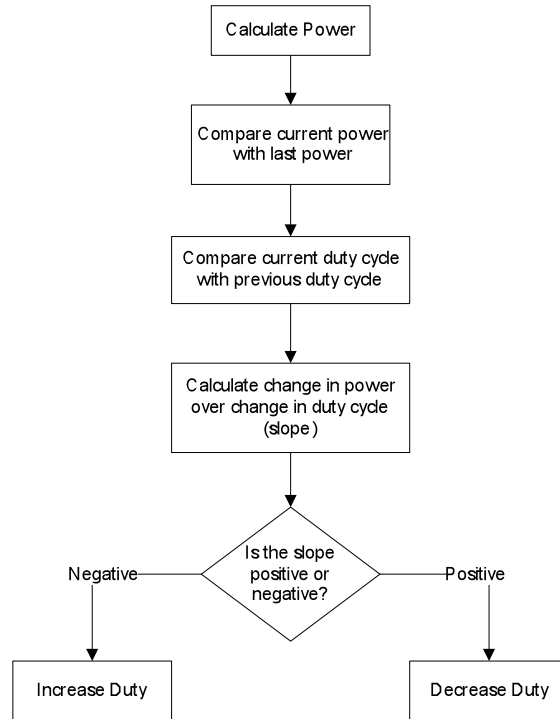 Calculate Power
Compare current power
with last power
Compare current duty cycle
with previous duty cycle
Calculate change in power
over change in duty cycle
(slope)
Is the slope
positive or
negative?
Negative
Positive
Increase Duty
Decrease Duty